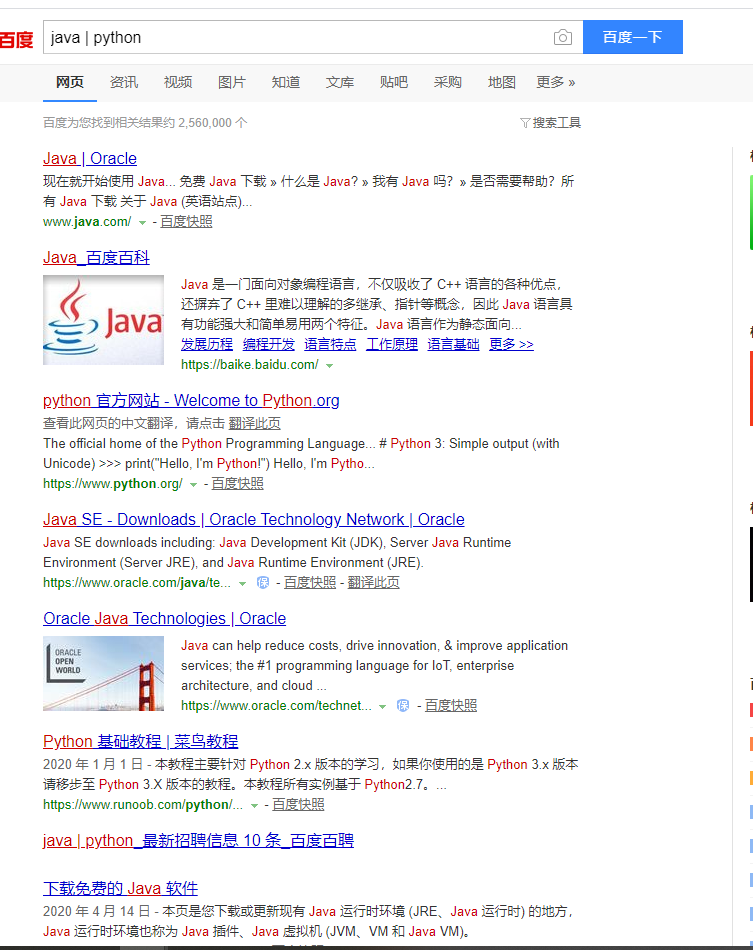 百度
java | python
百度一下
网页 资讯 视频 图片 知道 文库 贴吧 采购 地图 更多 »
百度为您找到相关结果约 2,560,000 个
搜索工具
Java | Oracle
现在就开始使用 Java... 免费 Java 下载 » 什么是 Java? » 我有 Java 吗? » 是否需要帮助? 所
有 Java 下载 关于 Java (英语站点)...
www.java.com/ - 百度快照
Java_百度百科
Java
Java 是一门面向对象编程语言，不仅吸收了 C++ 语言的各种优点，
还摒弃了 C++ 里难以理解的多继承、指针等概念，因此 Java 语言具
有功能强大和简单易用两个特征。Java 语言作为静态面向...
发展历程 编程开发 语言特点 工作原理 语言基础 更多 >>
https://baike.baidu.com/
python 官方网站 - Welcome to Python.org
查看此网页的中文翻译，请点击 翻译此页
The official home of the Python Programming Language... # Python 3: Simple output (with
Unicode) >>> print("Hello, I'm Python!") Hello, I'm Pytho...
https://www.python.org/ - 百度快照
Java SE - Downloads | Oracle Technology Network | Oracle
Java SE downloads including: Java Development Kit (JDK), Server Java Runtime
Environment (Server JRE), and Java Runtime Environment (JRE).
https://www.oracle.com/java/te... 保 - 百度快照 - 翻译此页
Oracle Java Technologies | Oracle
ORACLE
OPEN
WORLD
Java can help reduce costs, drive innovation, & improve application
services; the #1 programming language for IoT, enterprise
architecture, and cloud ...
https://www.oracle.com/technet... 保 - 百度快照
Python 基础教程 | 菜鸟教程
2020 年 1 月 1 日 - 本教程主要针对 Python 2.x 版本的学习，如果你使用的是 Python 3.x 版本
请移步至 Python 3.X 版本的教程。本教程所有实例基于 Python2.7。...
https://www.runoob.com/python/... - 百度快照
java | python_最新招聘信息 10 条_百度百聘
下载免费的 Java 软件
2020 年 4 月 14 日 - 本页是您下载或更新现有 Java 运行时环境 (JRE、Java 运行时) 的地方，
Java 运行时环境也称为 Java 插件、Java 虚拟机 (JVM、VM 和 Java VM)。